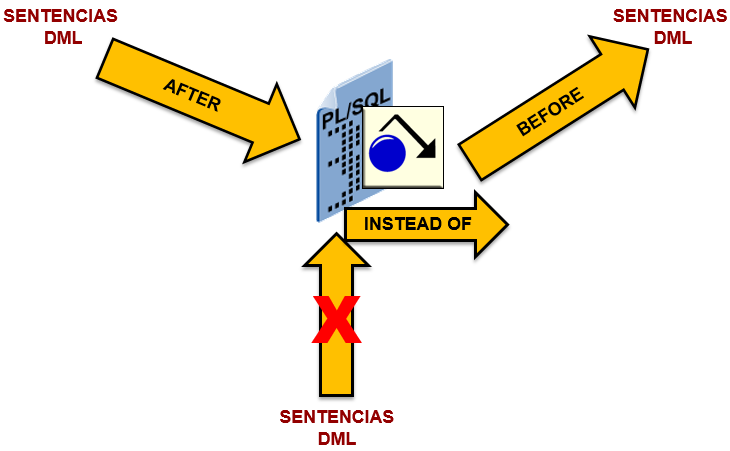 SENTENCIAS
DML
SENTENCIAS
DML
AFTER
PL/SQL
BEFORE
INSTEAD OF
X
SENTENCIAS
DML